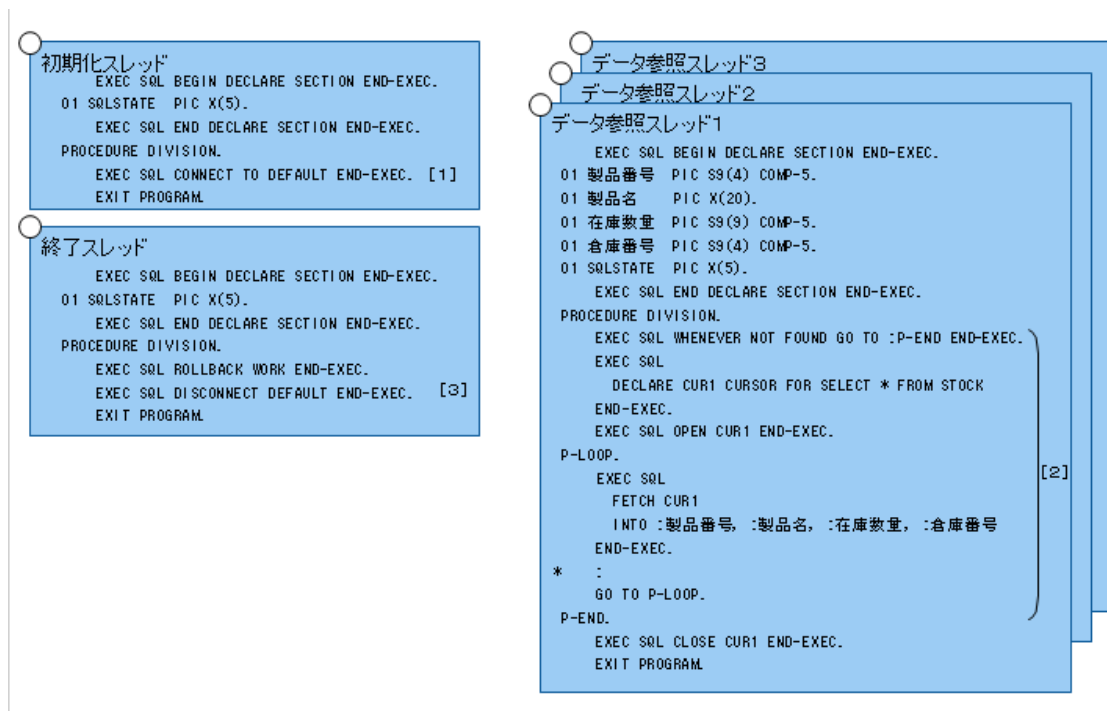 初期化スレッド
EXEC SQL BEGIN DECLARE SECTION END-EXEC.
01 SQLSTATE PIC X(5).
EXEC SQL END DECLARE SECTION END-EXEC.
PROCEDURE DIVISION.
EXEC SQL CONNECT TO DEFAULT END-EXEC. [1]
EXIT PROGRAM.
終了スレッド
EXEC SQL BEGIN DECLARE SECTION END-EXEC.
01 SQLSTATE PIC X(5).
EXEC SQL END DECLARE SECTION END-EXEC.
PROCEDURE DIVISION.
EXEC SQL ROLLBACK WORK END-EXEC.
EXEC SQL DISCONNECT DEFAULT END-EXEC. [3]
EXIT PROGRAM.
データ参照スレッド3
データ参照スレッド2
データ参照スレッド1
EXEC SQL BEGIN DECLARE SECTION END-EXEC.
01 製品番号 PIC S9(4) COMP-5.
01 製品名 PIC X(20).
01 在庫数量 PIC S9(9) COMP-5.
01 倉庫番号 PIC S9(4) COMP-5.
01 SQLSTATE PIC X(5).
EXEC SQL END DECLARE SECTION END-EXEC.
PROCEDURE DIVISION.
EXEC SQL WHENEVER NOT FOUND GO TO :P-END END-EXEC.
EXEC SQL
DECLARE CUR1 CURSOR FOR SELECT * FROM STOCK
END-EXEC.
EXEC SQL OPEN CUR1 END-EXEC.
P-LOOP.
[2]
EXEC SQL
FETCH CUR1
INTO :製品番号, :製品名, :在庫数量, :倉庫番号
END-EXEC.
* :
GO TO P-LOOP.
P-END.
EXEC SQL CLOSE CUR1 END-EXEC.
EXIT PROGRAM.